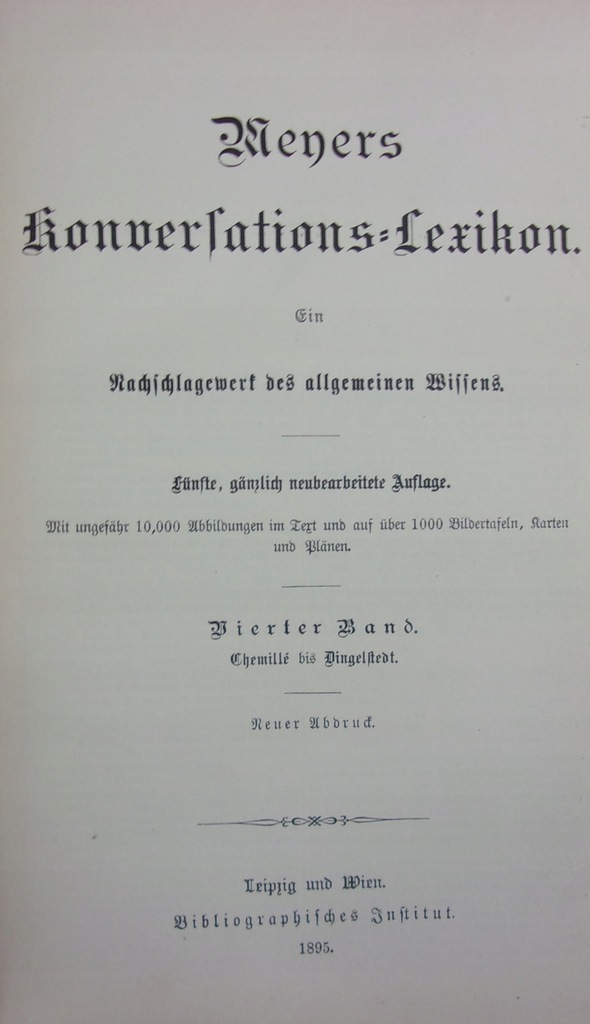 Meyers
Konverſations-Lexikon.
Ein
Nachſchlagewerk des allgemeinen Wiſſens.
Fünfte, gänzlich neubearbeitete Auflage.
Mit ungefähr 10,000 Abbildungen im Text und auf über 1000 Bildertafeln, Karten
und Plänen.
Vierter Band.
Chemillé bis Dingelſtedt.
Neuer Abdruck.
Leipzig und Wien.
Bibliographiſches Inſtitut.
1895.